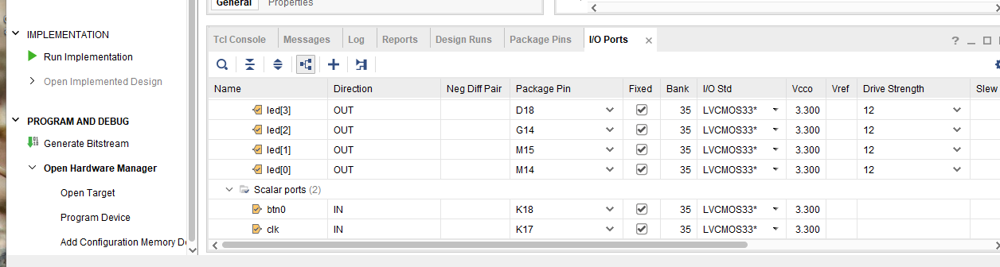 General Properties
IMPLEMENTATION
Run Implementation
Open Implemented Design
PROGRAM AND DEBUG
Generate Bitstream
Open Hardware Manager
Open Target
Program Device
Add Configuration Memory De
Tcl Console Messages Log Reports Design Runs Package Pins I/O Ports
Name Direction Neg Diff Pair Package Pin Fixed Bank I/O Std Vcco Vref Drive Strength Slew
led[3] OUT D18 35 LVCMOS33* 3.300 12
led[2] OUT G14 35 LVCMOS33* 3.300 12
led[1] OUT M15 35 LVCMOS33* 3.300 12
led[0] OUT M14 35 LVCMOS33* 3.300 12
Scalar ports (2)
btn0 IN K18 35 LVCMOS33* 3.300
clk IN K17 35 LVCMOS33* 3.300